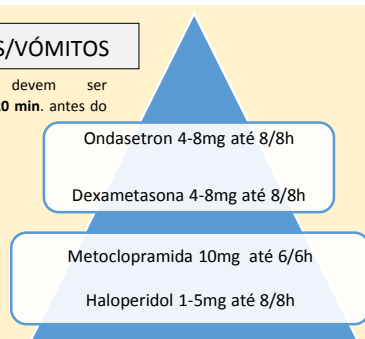 S/VÓMITOS
devem ser
20 min. antes do
Ondasetron 4-8mg até 8/8h
Dexametasona 4-8mg até 8/8h
Metoclopramida 10mg até 6/6h
Haloperidol 1-5mg até 8/8h